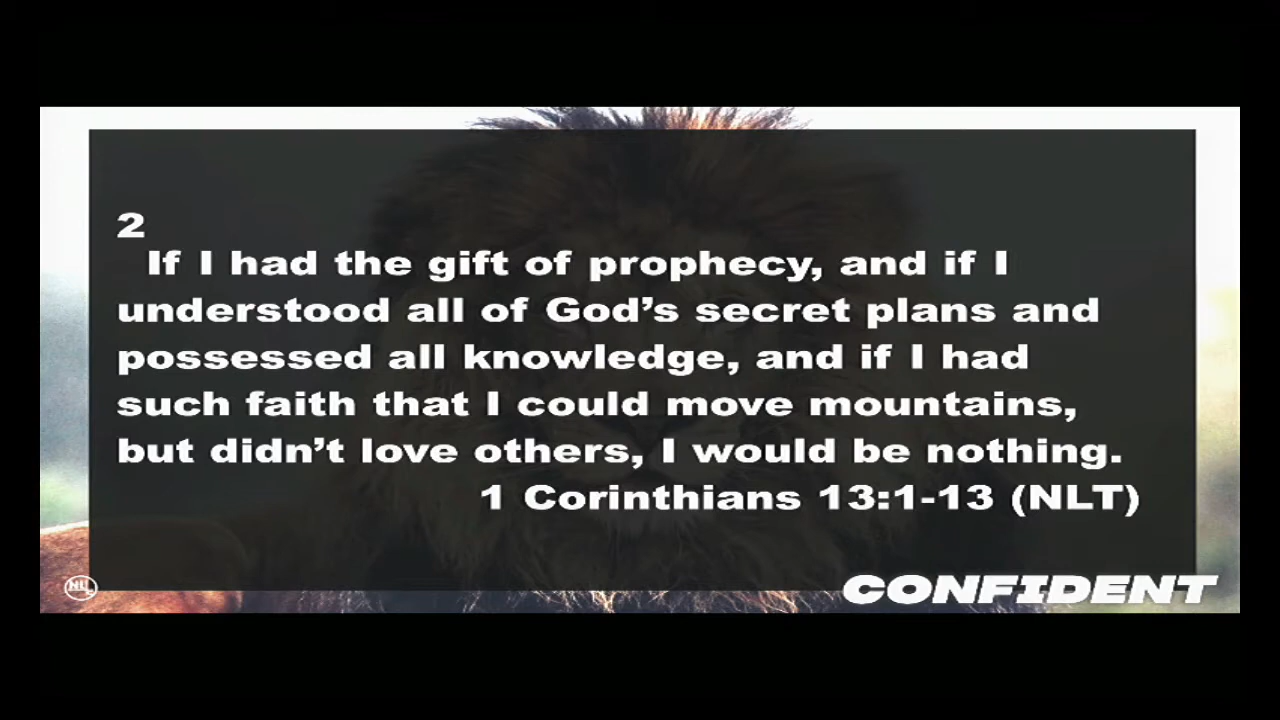 2
If I had the gift of prophecy, and if I
understood all of God’s secret plans and
possessed all knowledge, and if I had
such faith that I could move mountains,
but didn’t love others, I would be nothing.
1 Corinthians 13:1-13 (NLT)
CONFIDENT